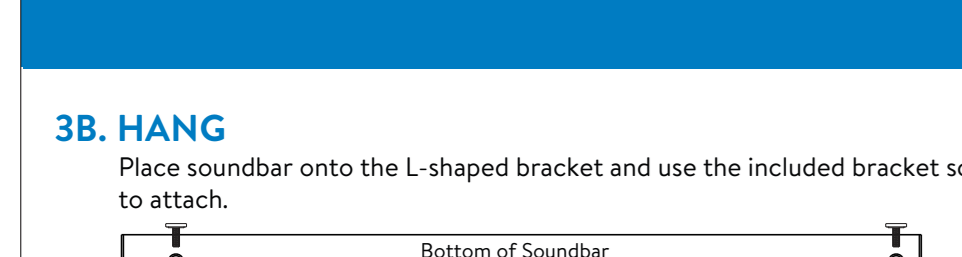 3B. HANG
Place soundbar onto the L-shaped bracket and use the included bracket
to attach.
Bottom of Soundbar